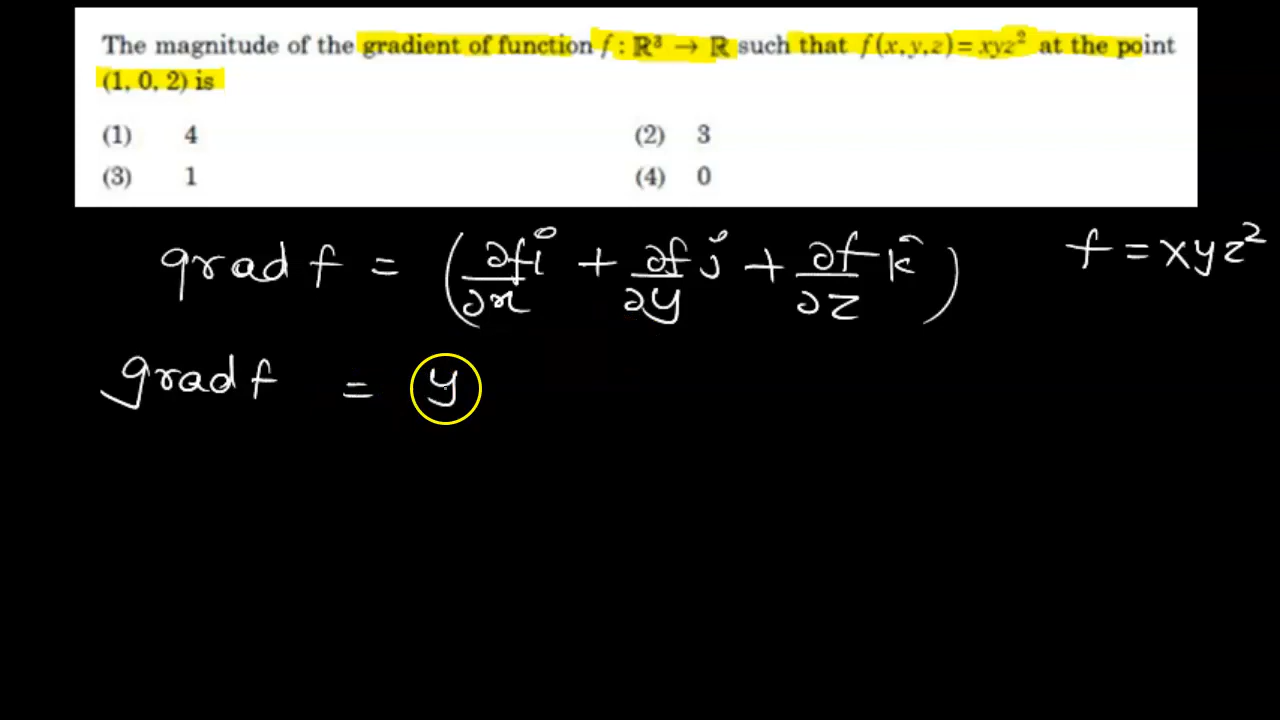 The magnitude of the gradient of function f : ℝ³ → ℝ such that f(x, y, z) = xyz² at the point
(1, 0, 2) is
(1) 4 (2) 3
(3) 1 (4) 0
grad f = (∂f/∂x î + ∂f/∂y ĵ + ∂f/∂z k̂) f = xyz²
grad f = y